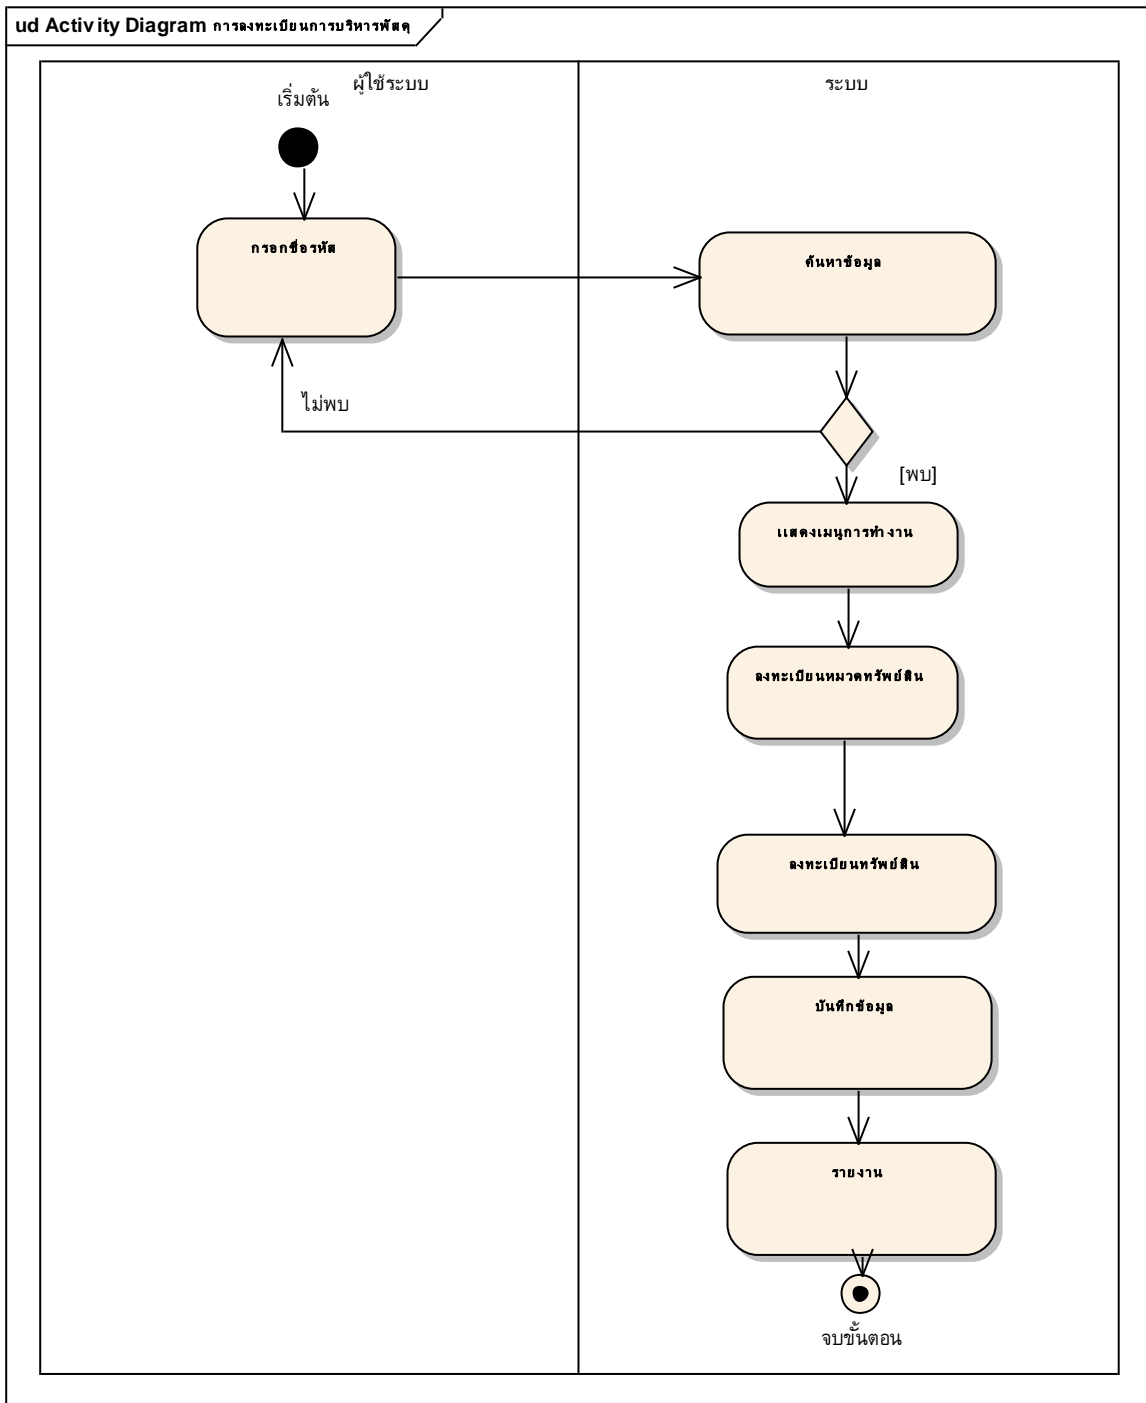 ud Activity Diagram การลงทะเบียนการบริหารพัสดุ
ผู้ใช้ระบบ
ระบบ
เริ่มต้น
กรอกชื่อรหัส
ค้นหาข้อมูล
ไม่พบ
[พบ]
แสดงเมนูการทำงาน
ลงทะเบียนหมวดทรัพย์สิน
ลงทะเบียนทรัพย์สิน
บันทึกข้อมูล
รายงาน
จบขั้นตอน